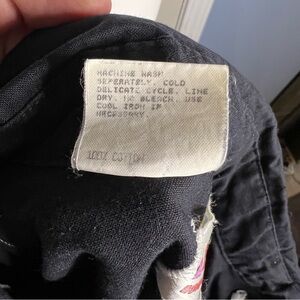 MACHINE WASH
SEPERATELY. COLD
DELICATE CYCLE. LINE
DRY. NO BLEACH. USE
COOL IRON IF
NECESSARY.
100% COTTON